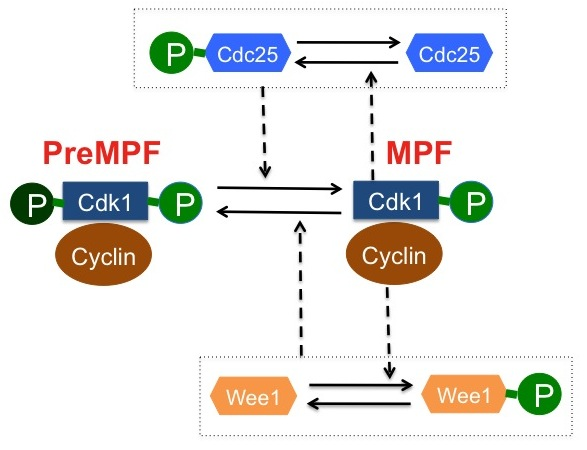 P Cdc25 Cdc25
PreMPF MPF
P Cdk1 P Cdk1 P
Cyclin Cyclin
Wee1 Wee1 P